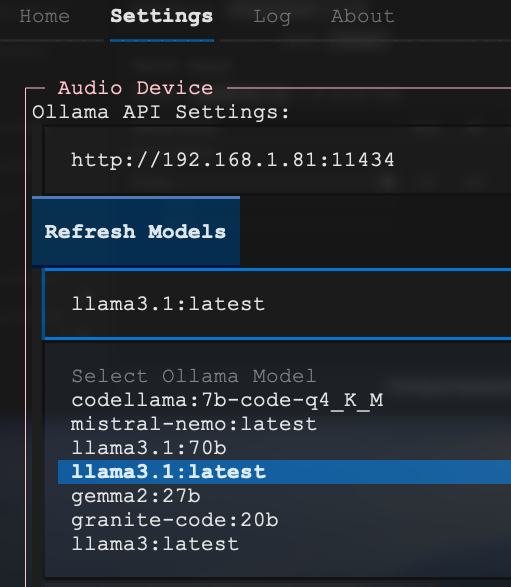 Home Settings Log About
Audio Device
Ollama API Settings:
http://192.168.1.81:11434
Refresh Models
llama3.1:latest
Select Ollama Model
codellama:7b-code-q4_K_M
mistral-nemo:latest
llama3.1:70b
llama3.1:latest
gemma2:27b
granite-code:20b
llama3:latest